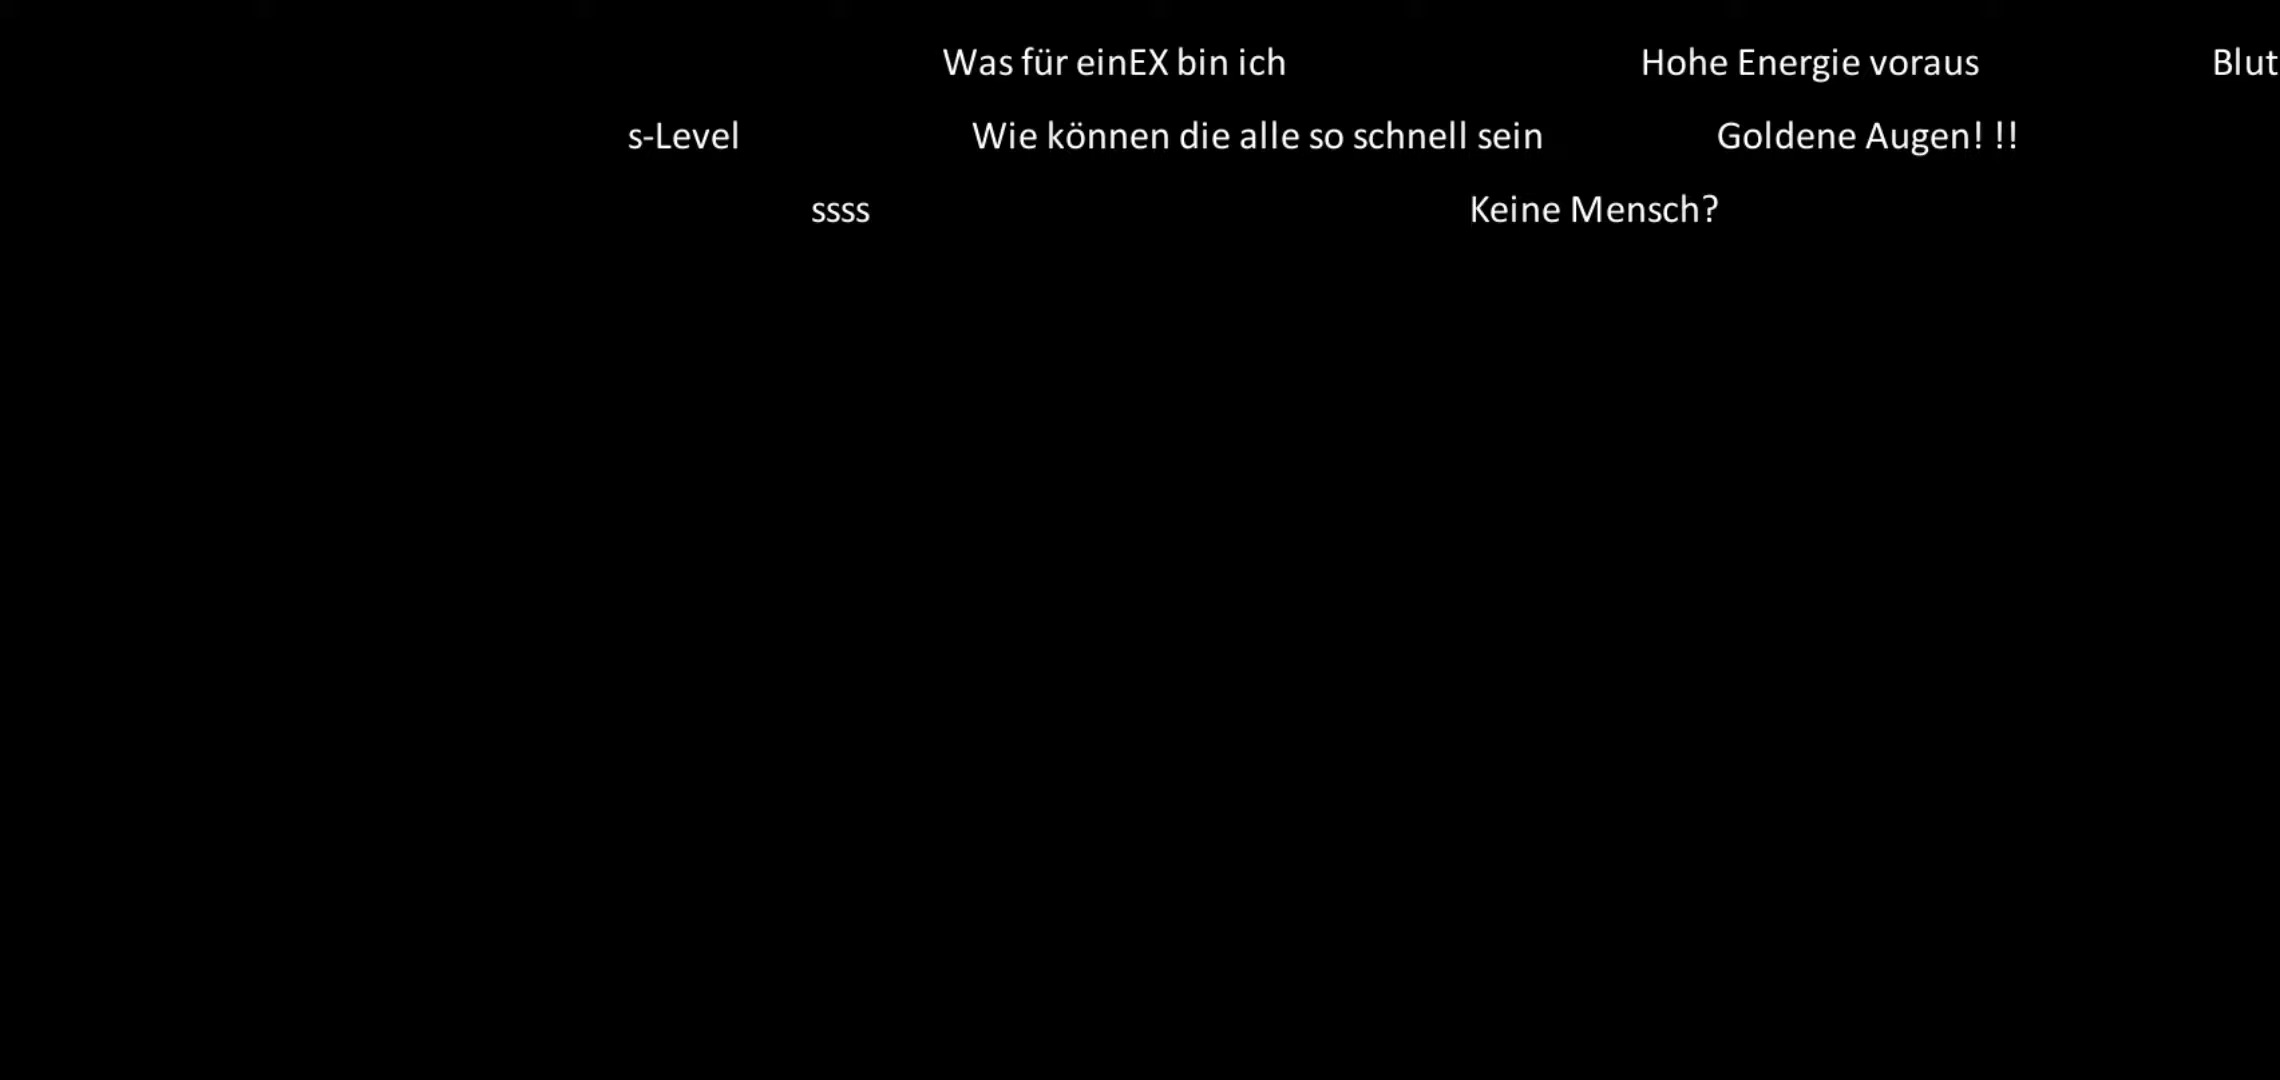 Was für einEX bin ich Hohe Energie voraus Blut
s-Level Wie können die alle so schnell sein Goldene Augen! !!
ssss Keine Mensch?